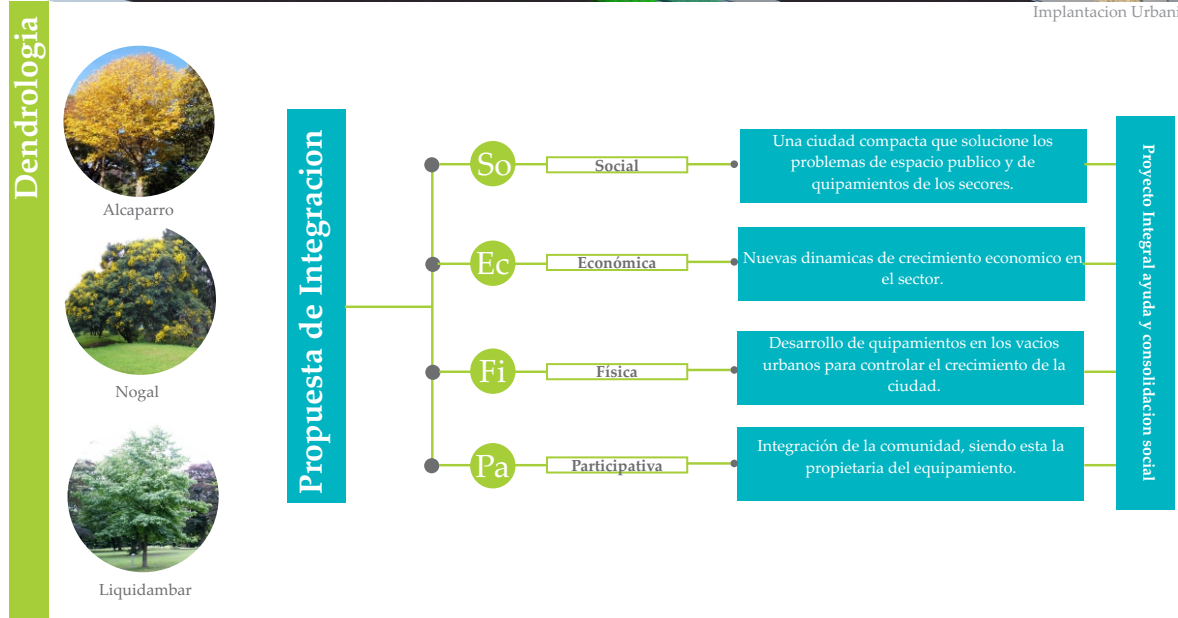 Implantacion Urbani
Dendrologia
Alcaparro
Nogal
Liquidambar
Propuesta de Integracion
So
Social
Una ciudad compacta que solucione los
problemas de espacio publico y de
quipamientos de los secores.
Ec
Económica
Nuevas dinamicas de crecimiento economico en
el sector.
Fi
Física
Desarrollo de quipamientos en los vacios
urbanos para controlar el crecimiento de la
ciudad.
Pa
Participativa
Integración de la comunidad, siendo esta la
propietaria del equipamiento.
Proyecto Integral ayuda y consolidacion social